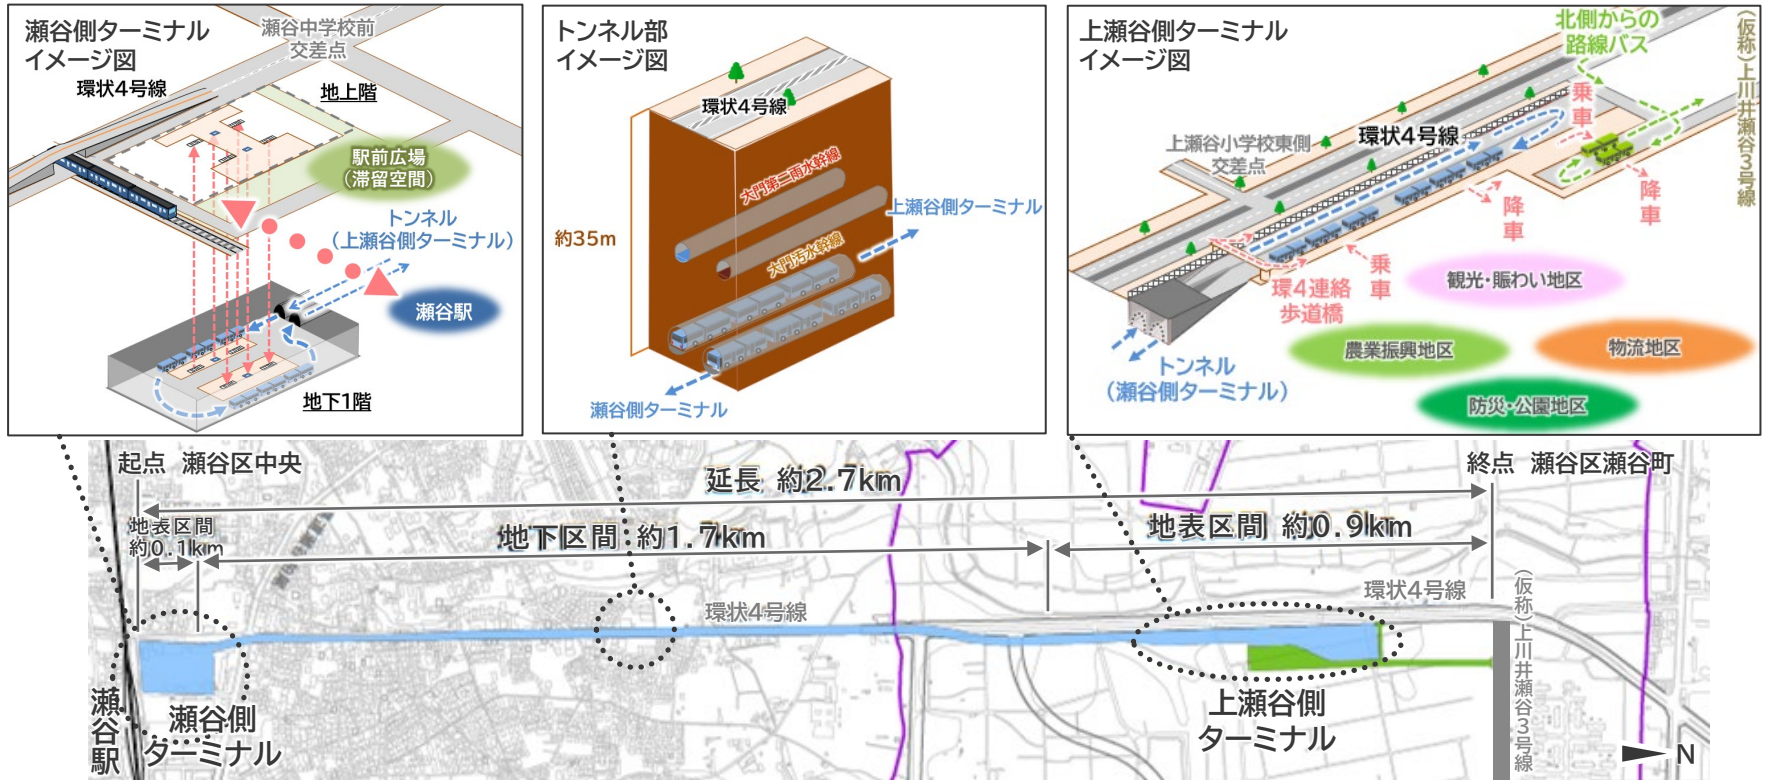 瀬谷側ターミナル
イメージ図
瀬谷中学校前
交差点
環状4号線
地上階
駅前広場
(滞留空間)
トンネル
(上瀬谷側ターミナル)
瀬谷駅
地下1階
トンネル部
イメージ図
環状4号線
大門第二雨水幹線
上瀬谷側ターミナル
約35m
大門汚水幹線
瀬谷側ターミナル
上瀬谷側ターミナル
イメージ図
北側からの
路線バス
(仮称)上川井瀬谷3号線
乗車
環状4号線
上瀬谷小学校東側
交差点
降車
降車
乗車
環4連絡
歩道橋
観光・賑わい地区
農業振興地区
物流地区
防災・公園地区
トンネル
(瀬谷側ターミナル)
起点 瀬谷区中央
延長 約2.7km
終点 瀬谷区瀬谷町
地表区間
約0.1km
地下区間 約1.7km
地表区間 約0.9km
環状4号線
環状4号線
(仮称)上川井瀬谷3号線
瀬谷駅
瀬谷側
ターミナル
上瀬谷側
ターミナル
N